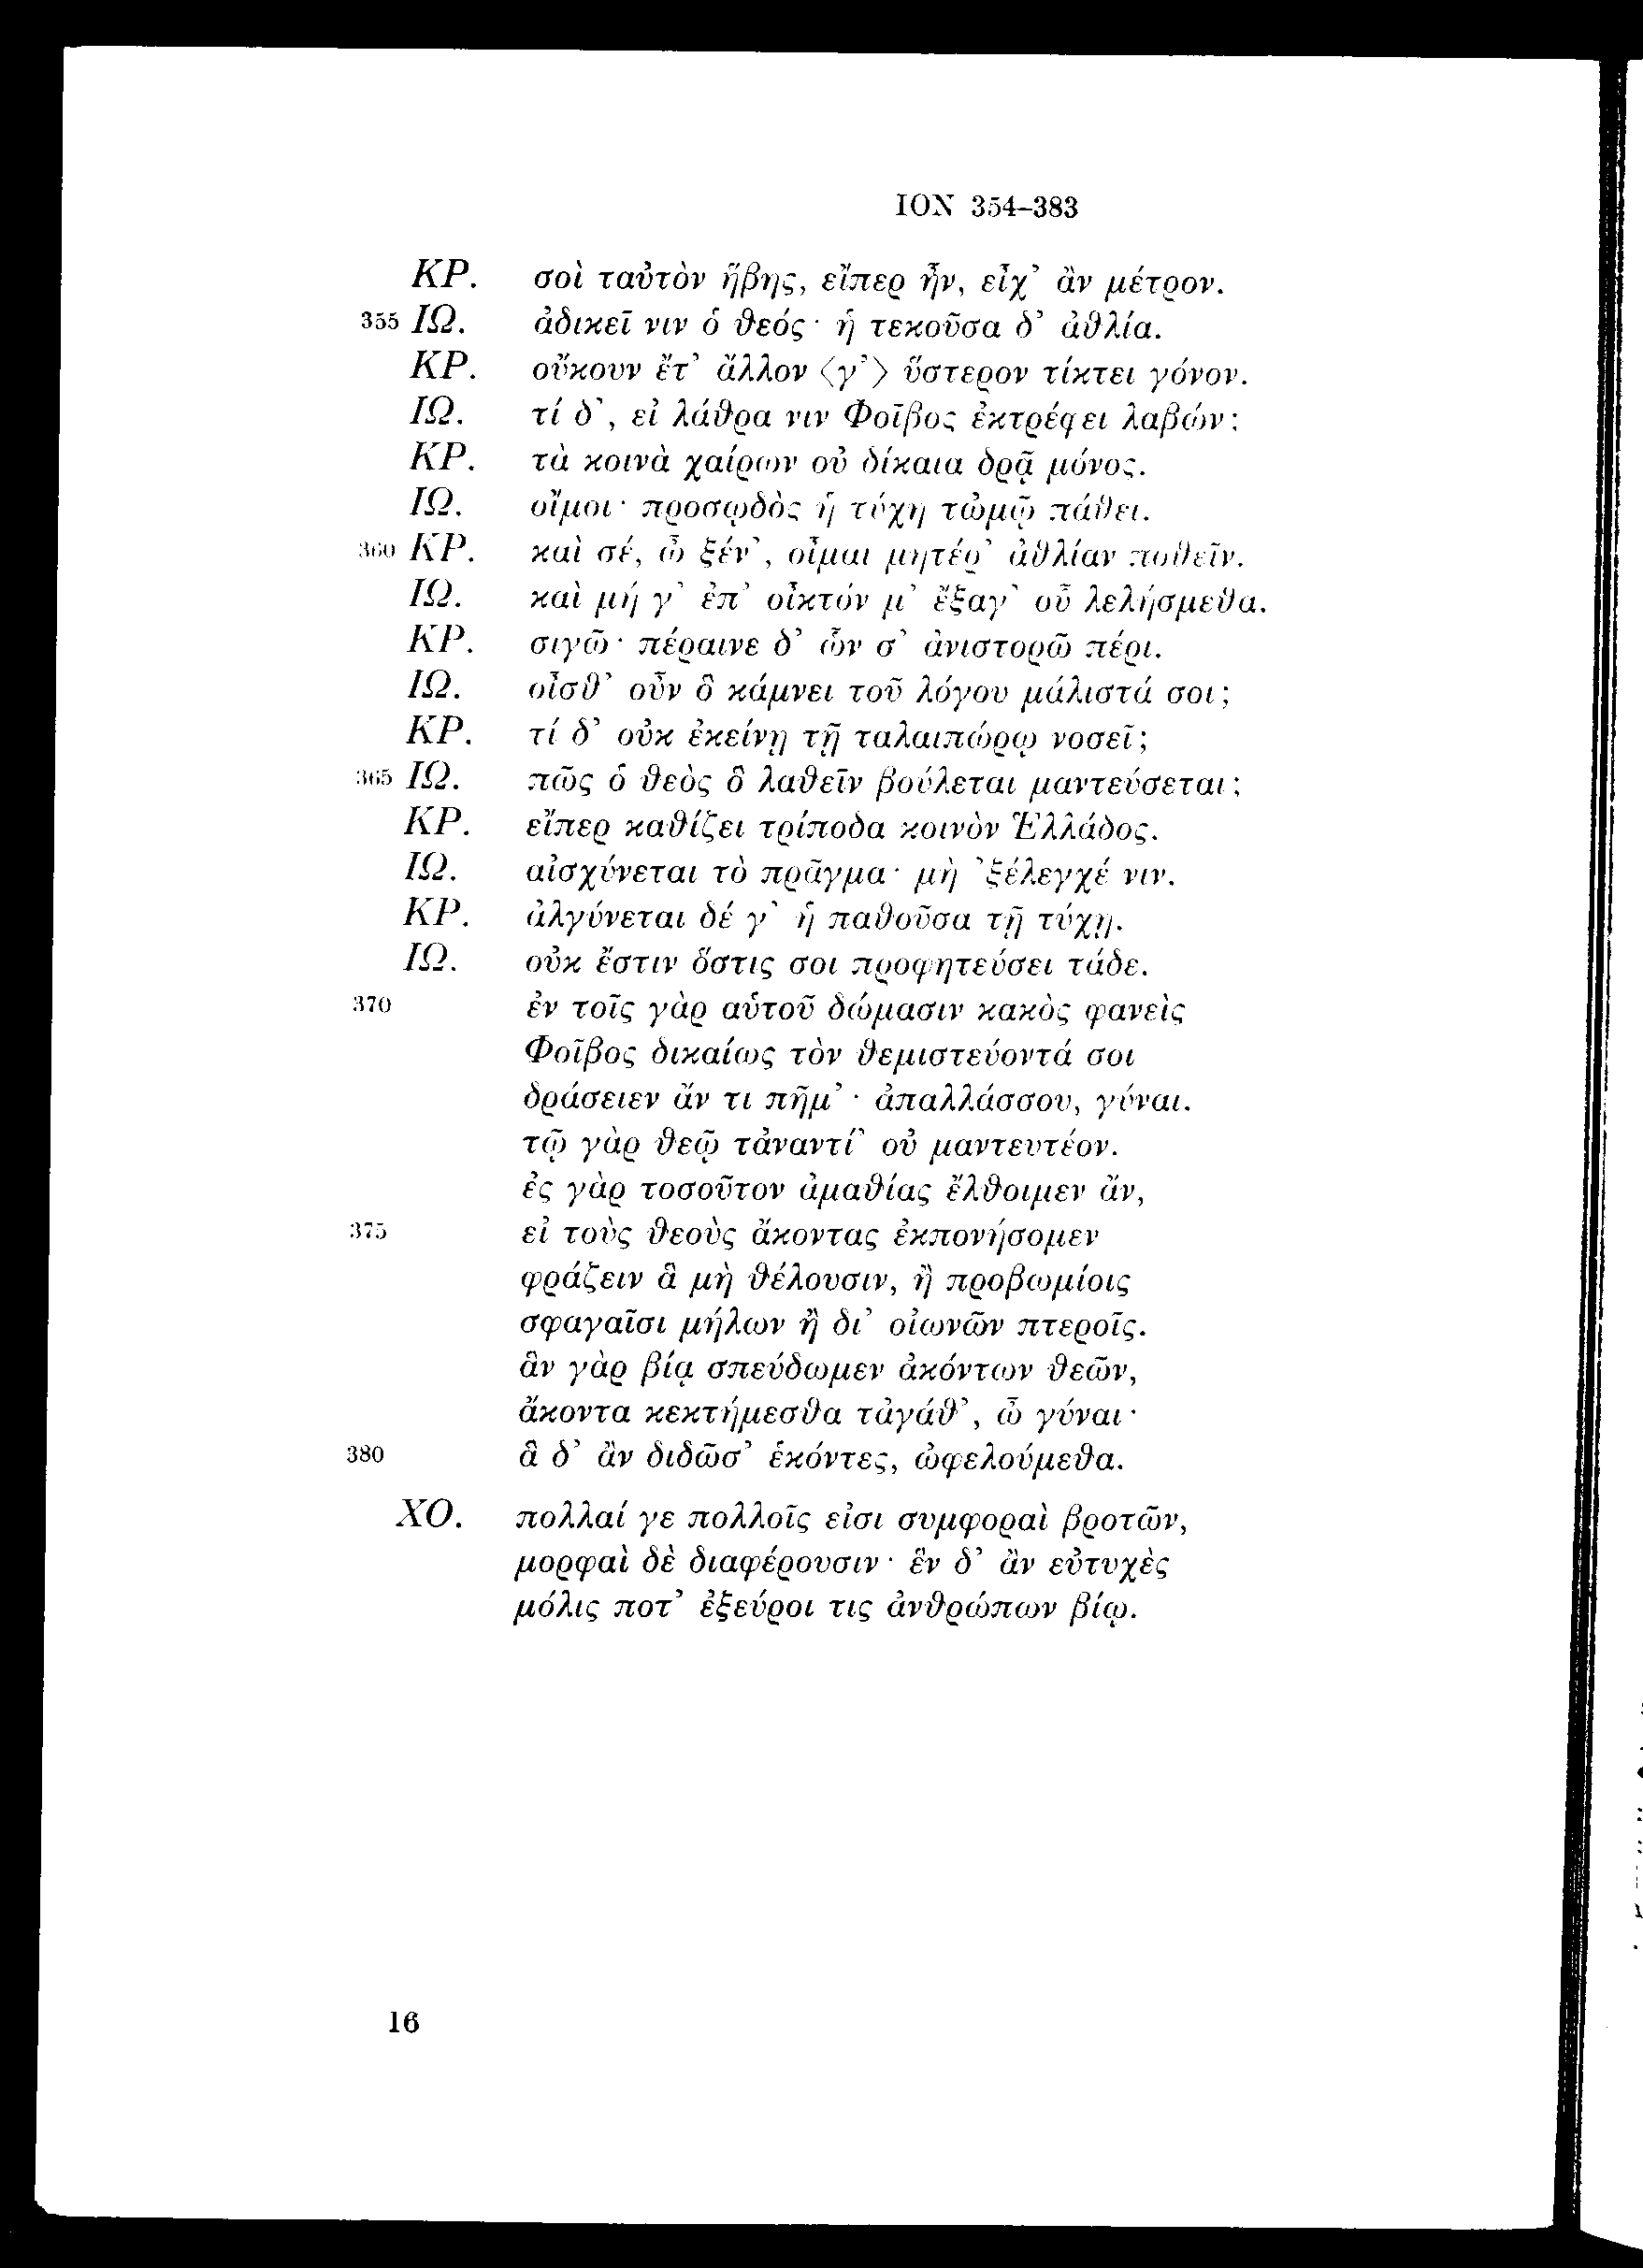 ION 354–383
ΚΡ. σοὶ ταὐτὸν ἥβης, εἴπερ ἦν, εἶχ’ ἂν μέτρον.
355 ΙΩ. ἀδικεῖ νιν ὁ θεός· ἡ τεκοῦσα δ’ ἀθλία.
ΚΡ. οὔκουν ἔτ’ ἄλλον ⟨γ’⟩ ὕστερον τίκτει γόνον.
ΙΩ. τί δ’, εἰ λάθρα νιν Φοῖβος ἐκτρέφει λαβών;
ΚΡ. τὰ κοινὰ χαίρων οὐ δίκαια δρᾷ μόνος.
ΙΩ. οἴμοι· προσῳδὸς ἡ τύχη τὠμῷ πάθει.
360 ΚΡ. καὶ σέ, ὦ ξέν’, οἶμαι μητέρ’ ἀθλίαν ποθεῖν.
ΙΩ. καὶ μή γ’ ἐπ’ οἶκτόν μ’ ἔξαγ’ οὗ λελήσμεθα.
ΚΡ. σιγῶ· πέραινε δ’ ὧν σ’ ἀνιστορῶ πέρι.
ΙΩ. οἶσθ’ οὖν ὃ κάμνει τοῦ λόγου μάλιστά σοι;
ΚΡ. τί δ’ οὐκ ἐκείνῃ τῇ ταλαιπώρῳ νοσεῖ;
365 ΙΩ. πῶς ὁ θεὸς ὃ λαθεῖν βούλεται μαντεύσεται;
ΚΡ. εἴπερ καθίζει τρίποδα κοινὸν Ἑλλάδος.
ΙΩ. αἰσχύνεται τὸ πρᾶγμα· μὴ ’ξέλεγχέ νιν.
ΚΡ. ἀλγύνεται δέ γ’ ἡ παθοῦσα τῇ τύχῃ.
ΙΩ. οὐκ ἔστιν ὅστις σοι προφητεύσει τάδε.
370 ἐν τοῖς γὰρ αὑτοῦ δώμασιν κακὸς φανεὶς
Φοῖβος δικαίως τὸν θεμιστεύοντά σοι
δράσειεν ἄν τι πῆμ’· ἀπαλλάσσου, γύναι.
τῷ γὰρ θεῷ τἀναντί’ οὐ μαντευτέον.
ἐς γὰρ τοσοῦτον ἀμαθίας ἔλθοιμεν ἄν,
375 εἰ τοὺς θεοὺς ἄκοντας ἐκπονήσομεν
φράζειν ἃ μὴ θέλουσιν, ἢ προβωμίοις
σφαγαῖσι μήλων ἢ δι’ οἰωνῶν πτεροῖς.
ἃν γὰρ βίᾳ σπεύδωμεν ἀκόντων θεῶν,
ἄκοντα κεκτήμεσθα τἀγάθ’, ὦ γύναι·
380 ἃ δ’ ἂν διδῶσ’ ἑκόντες, ὠφελούμεθα.
ΧΟ. πολλαί γε πολλοῖς εἰσι συμφοραὶ βροτῶν,
μορφαὶ δὲ διαφέρουσιν· ἓν δ’ ἂν εὐτυχὲς
μόλις ποτ’ ἐξεύροι τις ἀνθρώπων βίῳ.
16